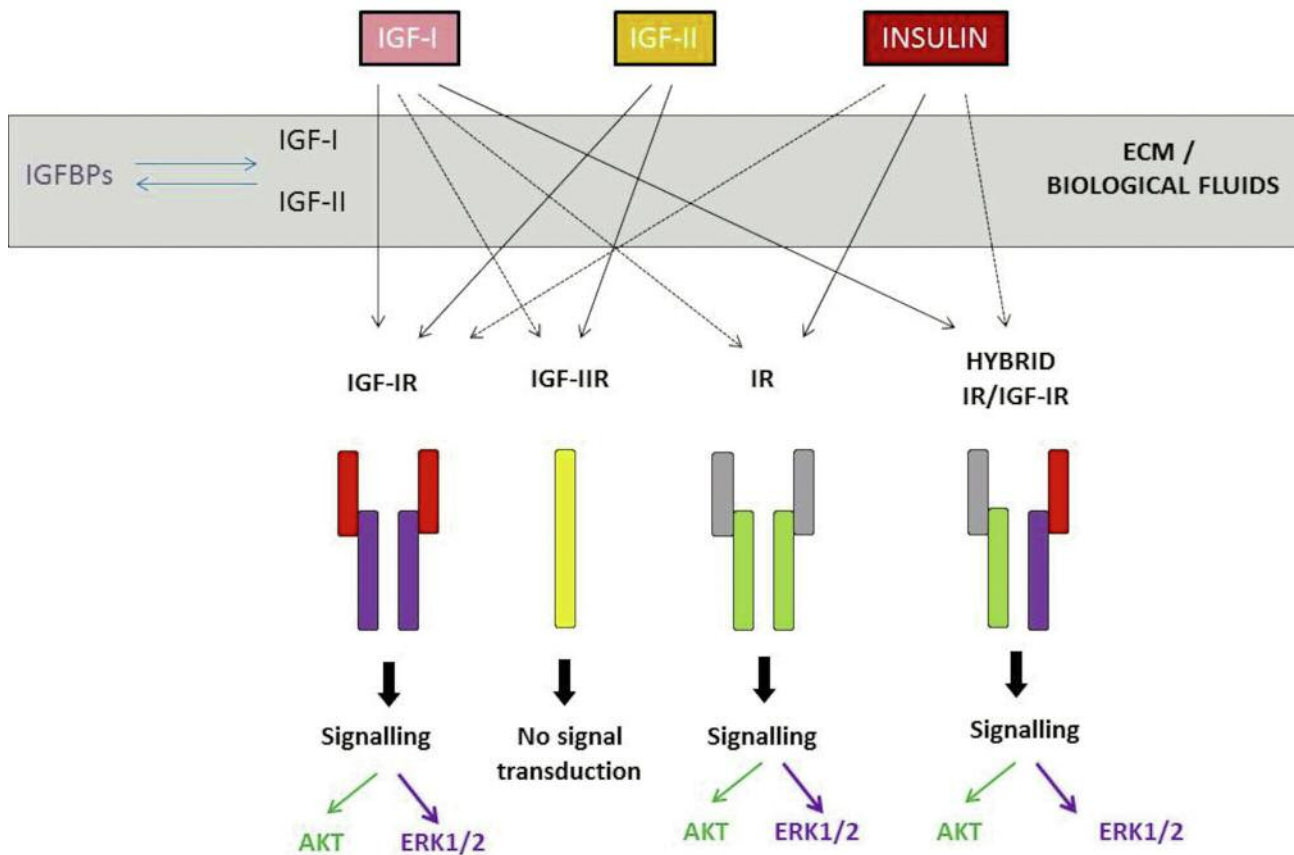 IGF-I
IGF-II
INSULIN
IGF-I
IGFBPs
IGF-II
ECM /
BIOLOGICAL FLUIDS
IGF-IR
IGF-IIR
IR
HYBRID
IR/IGF-IR
Signalling
No signal
transduction
Signalling
Signalling
AKT
ERK1/2
AKT
ERK1/2
AKT
ERK1/2